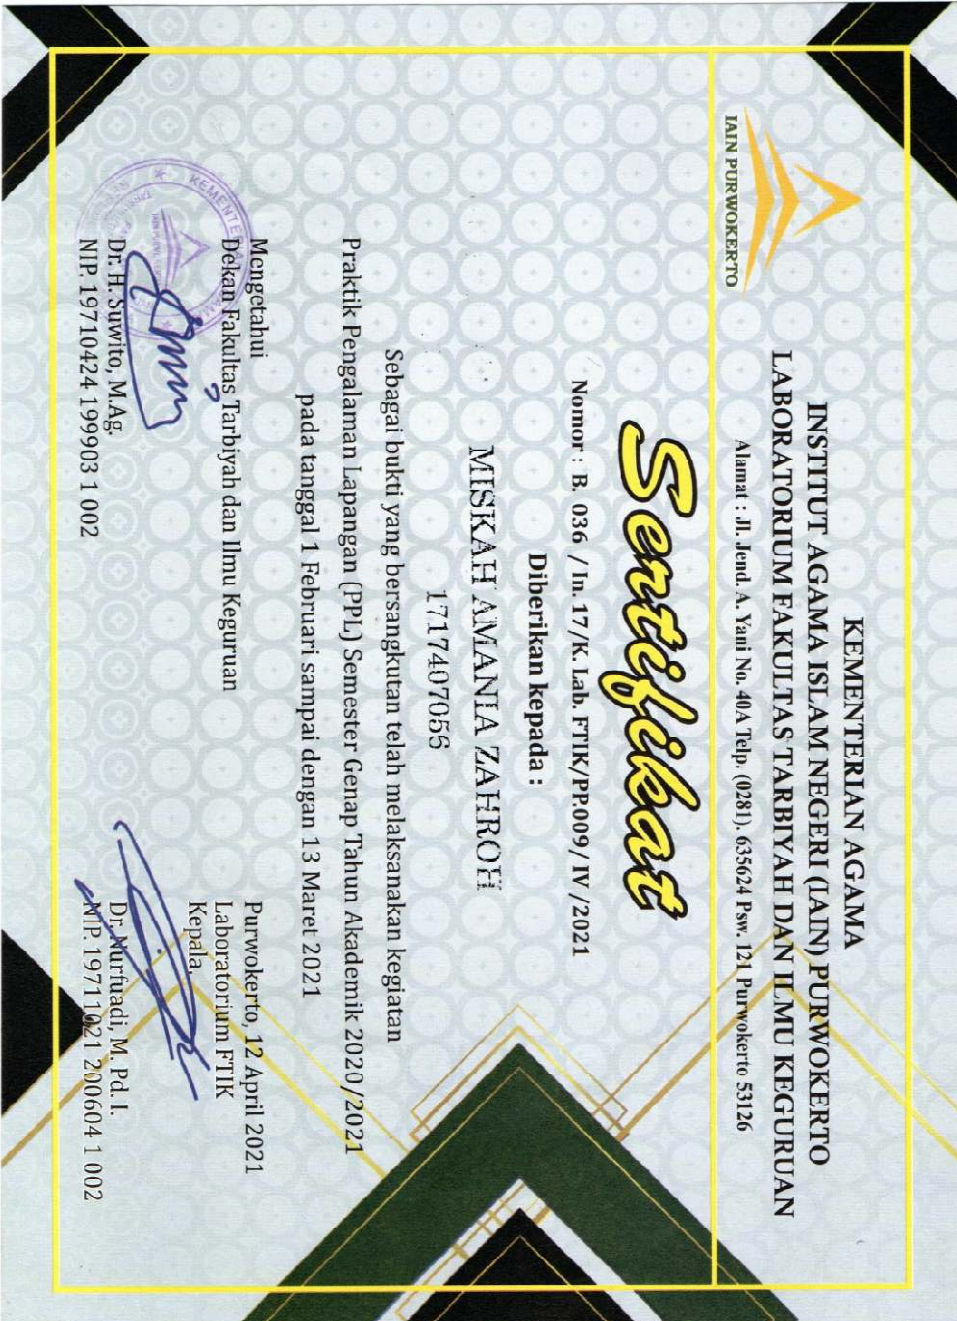 IAIN PURWOKERTO
KEMENTERIAN AGAMA
INSTITUT AGAMA ISLAM NEGERI (IAIN) PURWOKERTO
LABORATORIUM FAKULTAS TARBIYAH DAN ILMU KEGURUAN
Alamat : Jl. Jend. A. Yani No. 40A Telp. (0281). 635624 Psw. 121 Purwokerto 53126
Sertifikat
Nomor : B. 036 / In. 17/K. Lab. FTIK/PP.009/ IV /2021
Diberikan kepada :
MISKAH AMANIA ZAHROH
Sebagai bukti yang bersangkutan telah melaksanakan kegiatan
Praktik Pengalaman Lapangan (PPL) Semester Genap Tahun Akademik 2020/2021
pada tanggal 1 Februari sampai dengan 13 Maret 2021
Mengetahui
Dekan Fakultas Tarbiyah dan Ilmu Keguruan
Dr. H. Suwito, M.Ag.
NIP. 19710424 199903 1 002
Purwokerto, 12 April 2021
Laboratorium FTIK
Kepala,
Dr. Nurfuadi, M. Pd. I.
NIP. 19711021 200604 1 002